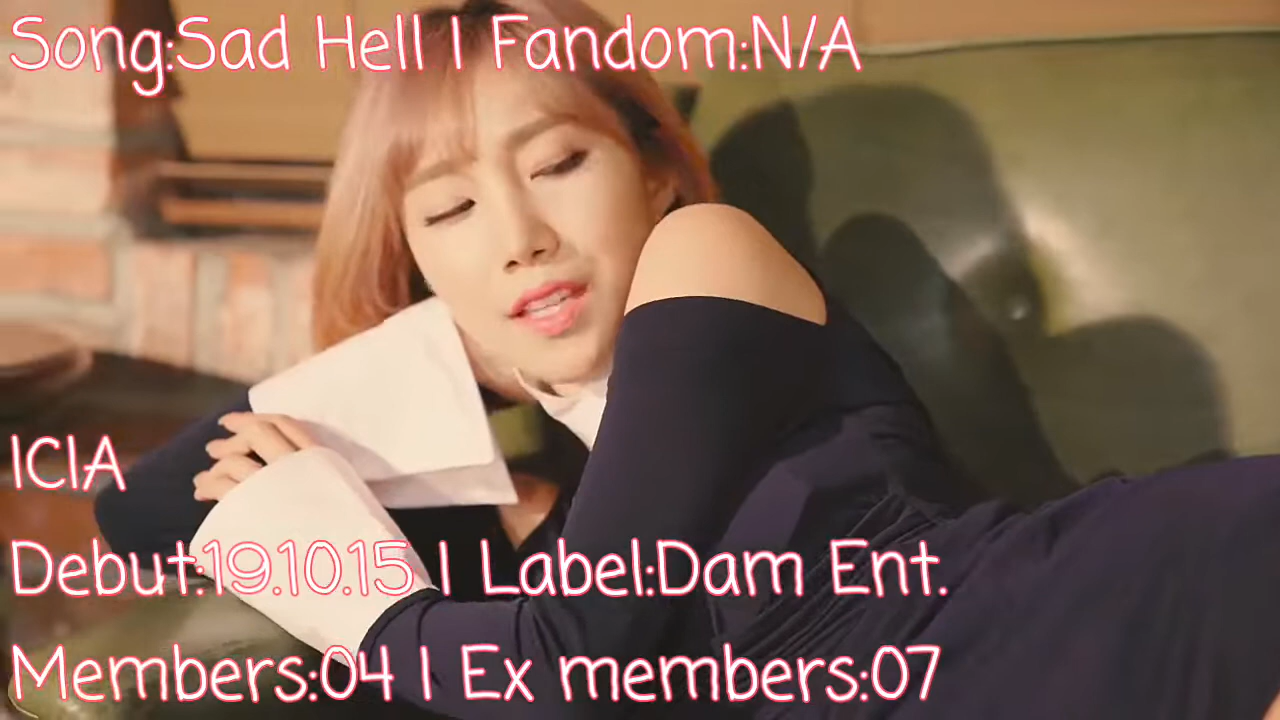 Song:Sad Hell | Fandom:N/A
ICIA
Debut:19.10.15 | Label:Dam Ent.
Members:04 | Ex members:07